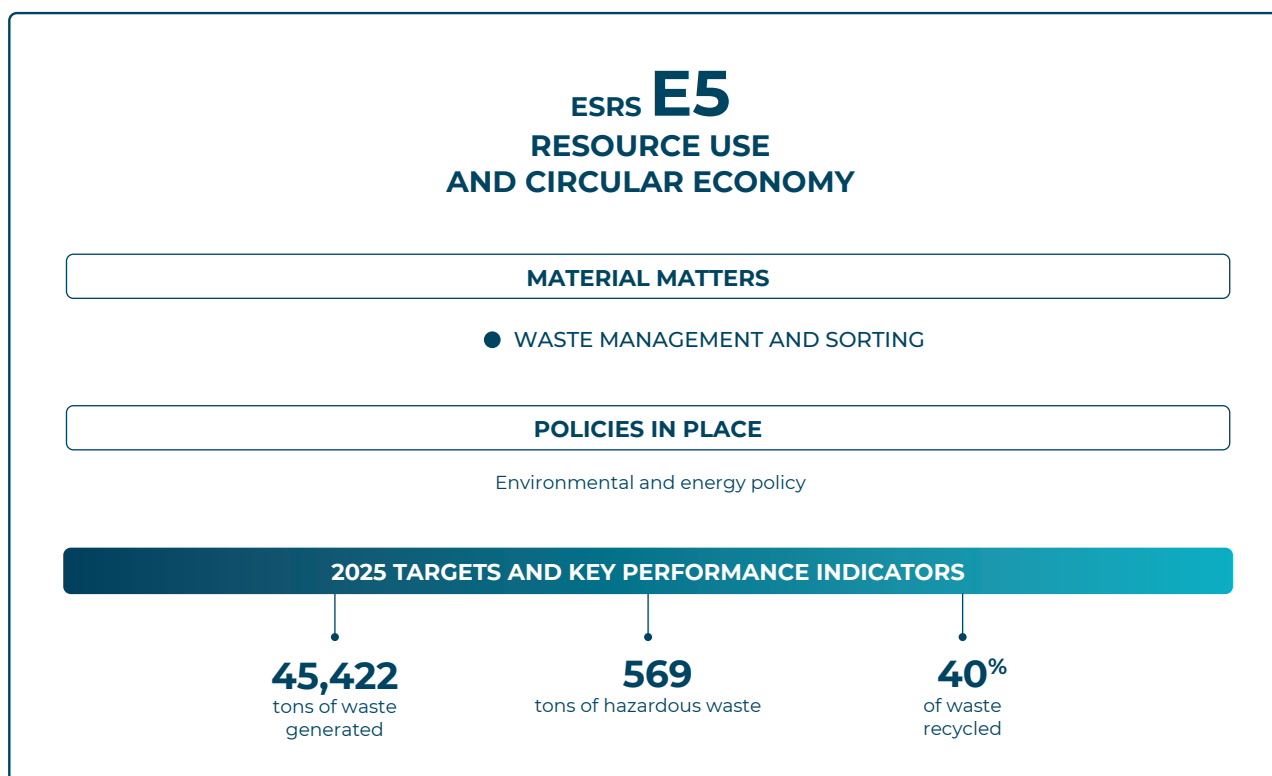 ESRS E5
RESOURCE USE
AND CIRCULAR ECONOMY
MATERIAL MATTERS
● WASTE MANAGEMENT AND SORTING
POLICIES IN PLACE
Environmental and energy policy
2025 TARGETS AND KEY PERFORMANCE INDICATORS
45,422
tons of waste
generated
569
tons of hazardous waste
40%
of waste
recycled